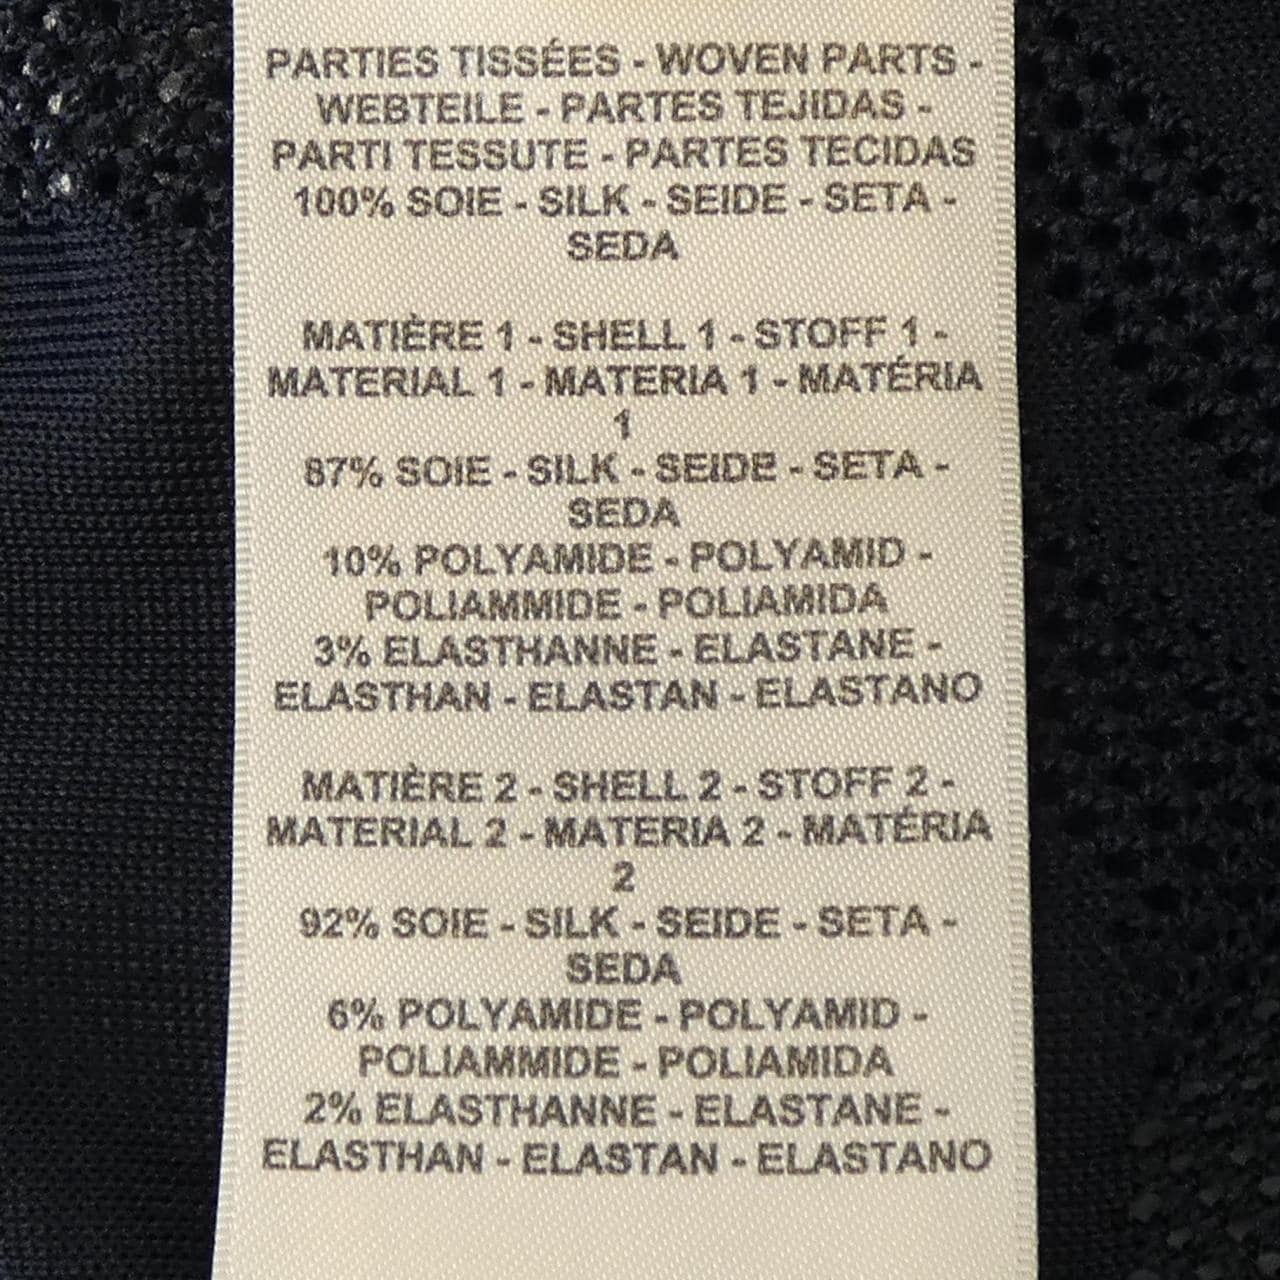 PARTIES TISSÉES - WOVEN PARTS -
WEBTEILE - PARTES TEJIDAS -
PARTI TESSUTE - PARTES TECIDAS
100% SOIE - SILK - SEIDE - SETA -
SEDA
MATIÈRE 1 - SHELL 1 - STOFF 1 -
MATERIAL 1 - MATERIA 1 - MATÉRIA
1
87% SOIE - SILK - SEIDE - SETA -
SEDA
10% POLYAMIDE - POLYAMID -
POLIAMMIDE - POLIAMIDA
3% ELASTHANNE - ELASTANE -
ELASTHAN - ELASTAN - ELASTANO
MATIÈRE 2 - SHELL 2 - STOFF 2 -
MATERIAL 2 - MATERIA 2 - MATÉRIA
2
92% SOIE - SILK - SEIDE - SETA -
SEDA
6% POLYAMIDE - POLYAMID -
POLIAMMIDE - POLIAMIDA
2% ELASTHANNE - ELASTANE -
ELASTHAN - ELASTAN - ELASTANO